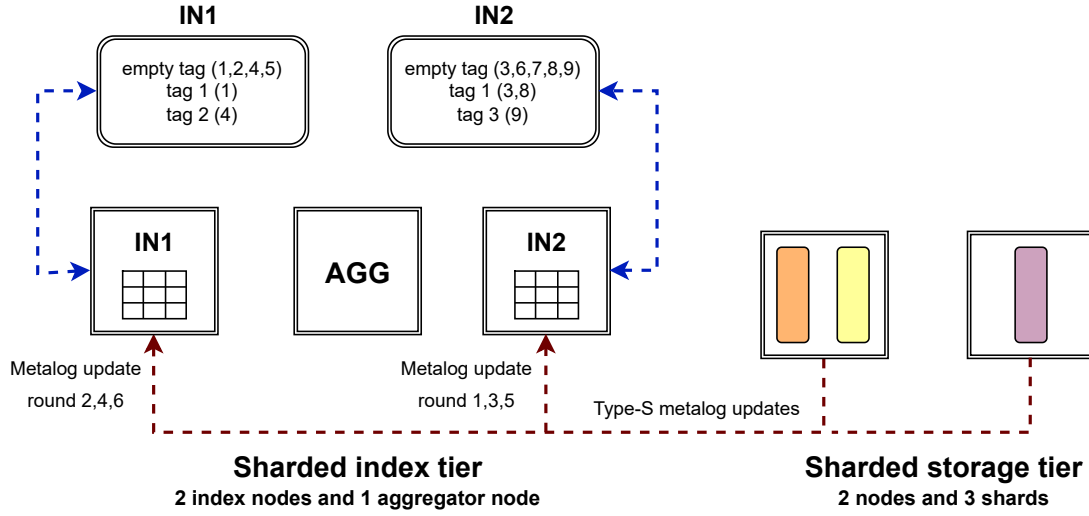 IN1
IN2
empty tag (1,2,4,5)
tag 1 (1)
tag 2 (4)
empty tag (3,6,7,8,9)
tag 1 (3,8)
tag 3 (9)
IN1
AGG
IN2
Metalog update
round 2,4,6
Metalog update
round 1,3,5
Type-S metalog updates
Sharded index tier
2 index nodes and 1 aggregator node
Sharded storage tier
2 nodes and 3 shards